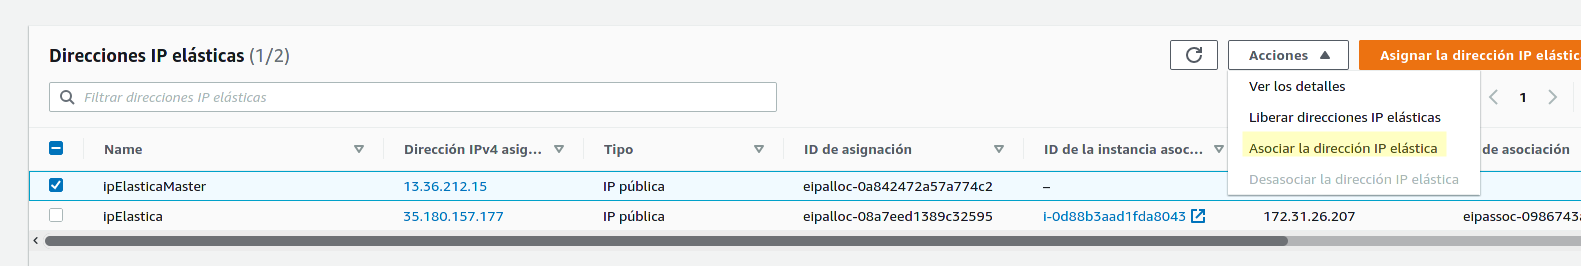 Direcciones IP elásticas (1/2)
Acciones
Asignar la dirección IP elástic
Filtrar direcciones IP elásticas
Ver los detalles
1
Liberar direcciones IP elásticas
Name
Dirección IPv4 asig...
Tipo
ID de asignación
ID de la instancia asoc...
Asociar la dirección IP elástica
de asociación
Desasociar la dirección IP elástica
ipElasticaMaster
13.36.212.15
IP pública
eipalloc-0a842472a57a774c2
–
ipElastica
35.180.157.177
IP pública
eipalloc-08a7eed1389c32595
i-0d88b3aad1fda8043
172.31.26.207
eipassoc-0986743